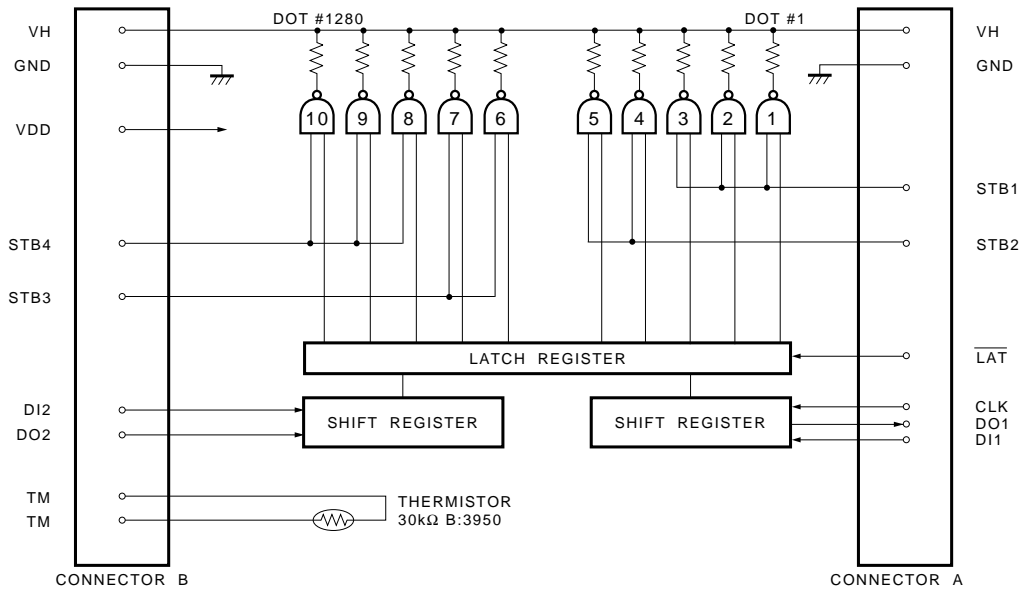 DOT #1280
DOT #1
VH
VH
GND
GND
10 9 8 7 6 5 4 3 2 1
VDD
STB1
STB4
STB2
STB3
LATCH REGISTER
LAT
DI2
CLK
SHIFT REGISTER
SHIFT REGISTER
DO1
DO2
DI1
TM
THERMISTOR
TM
30kΩ B:3950
CONNECTOR B
CONNECTOR A